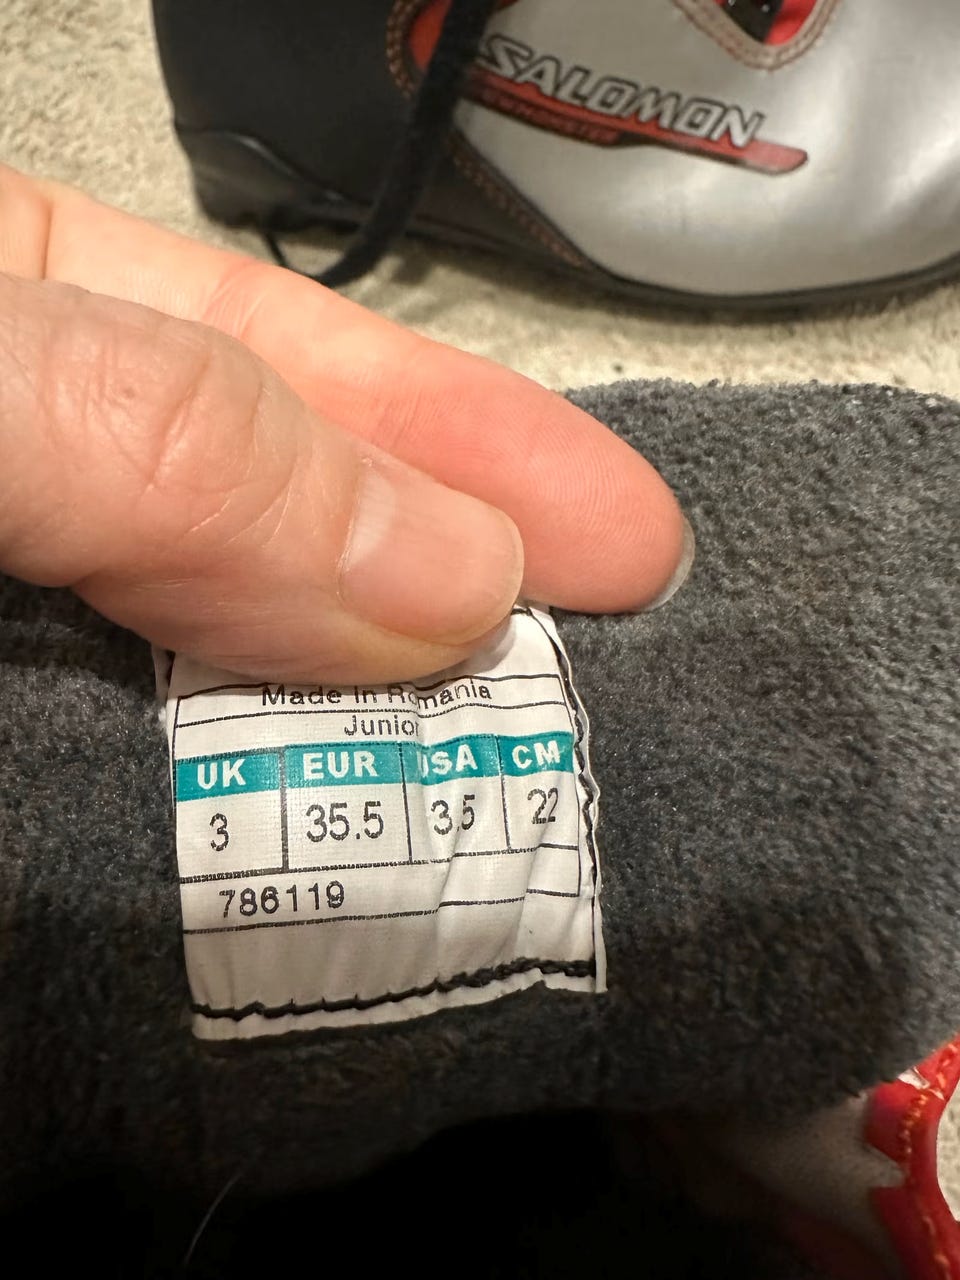 SALOMON
Made in Romania
Junior
UK EUR USA CM
3 35.5 3.5 22
786119